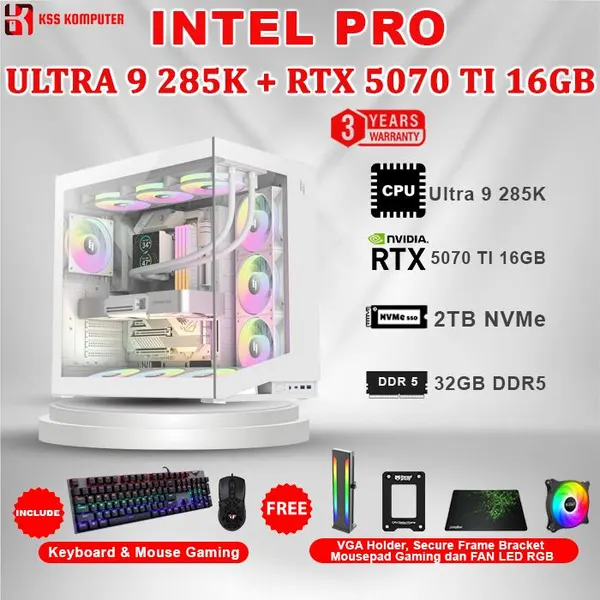 KSS KOMPUTER
INTEL PRO
ULTRA 9 285K + RTX 5070 TI 16GB
3 YEARS
WARRANTY
CPU
Ultra 9 285K
NVIDIA.
RTX
5070 TI 16GB
NVMe SSD
2TB NVMe
DDR 5
32GB DDR5
INCLUDE
FREE
Keyboard & Mouse Gaming
VGA Holder, Secure Frame Bracket
Mousepad Gaming dan FAN LED RGB